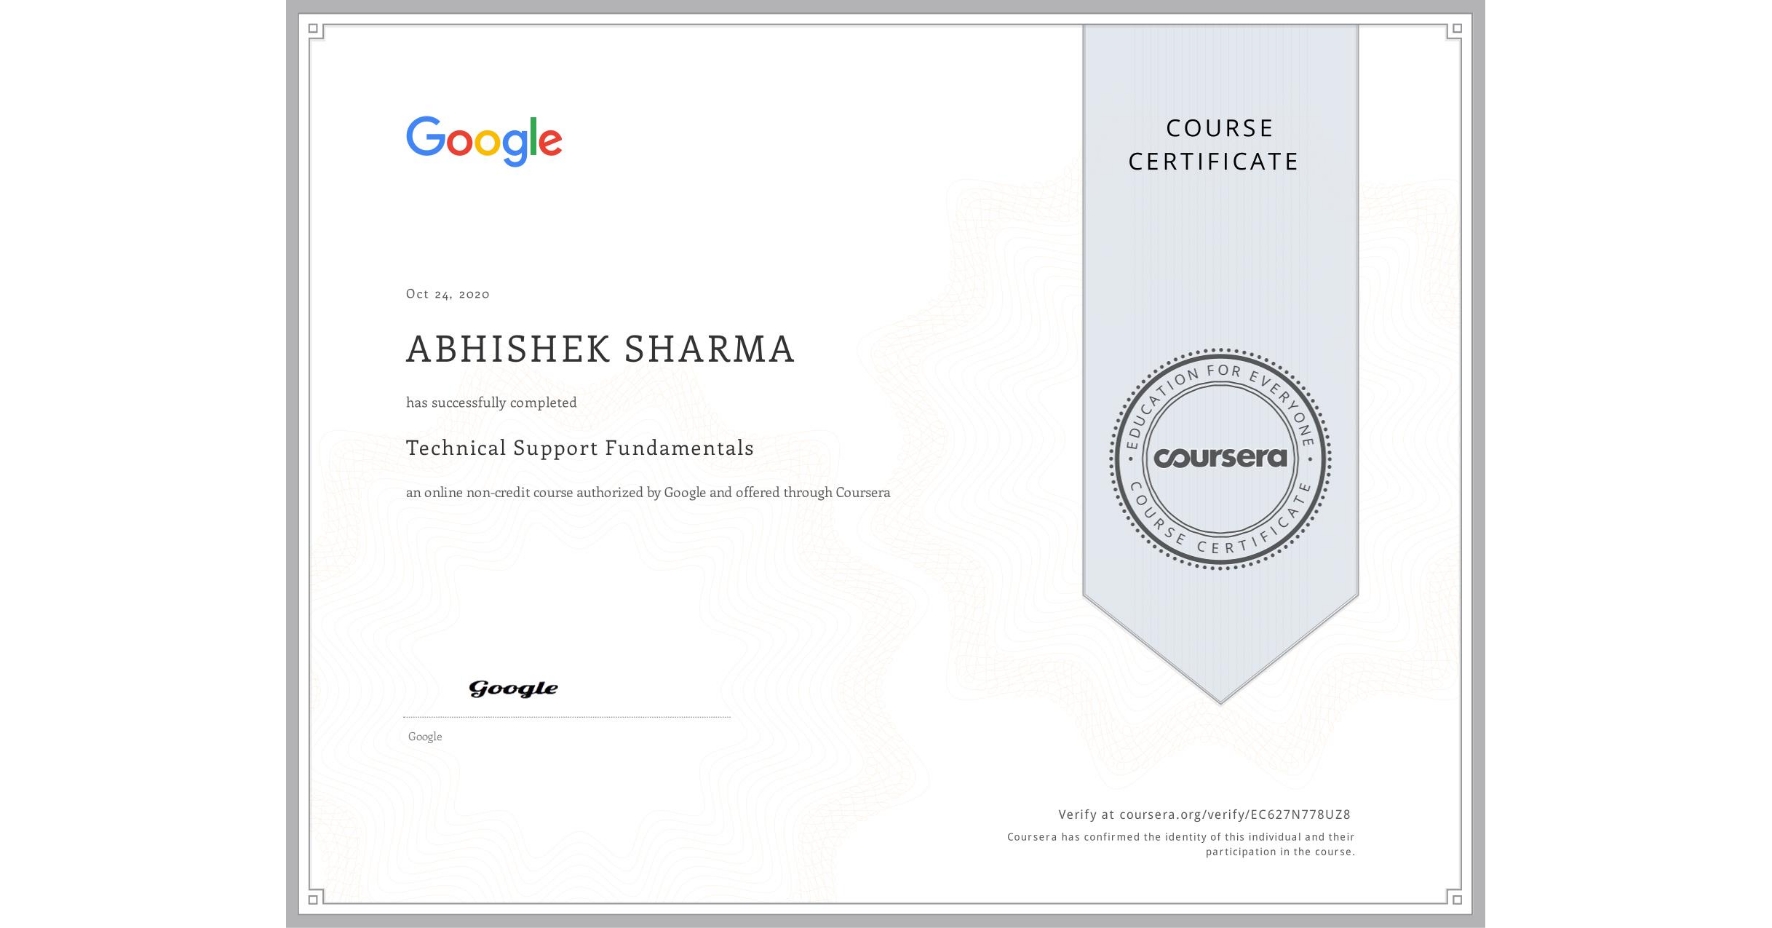 Google
COURSE
CERTIFICATE
Oct 24, 2020
ABHISHEK SHARMA
has successfully completed
Technical Support Fundamentals
an online non-credit course authorized by Google and offered through Coursera
EDUCATION FOR EVERYONE
coursera
COURSE CERTIFICATE
Google
Google
Verify at coursera.org/verify/EC627N778UZ8
Coursera has confirmed the identity of this individual and their
participation in the course.